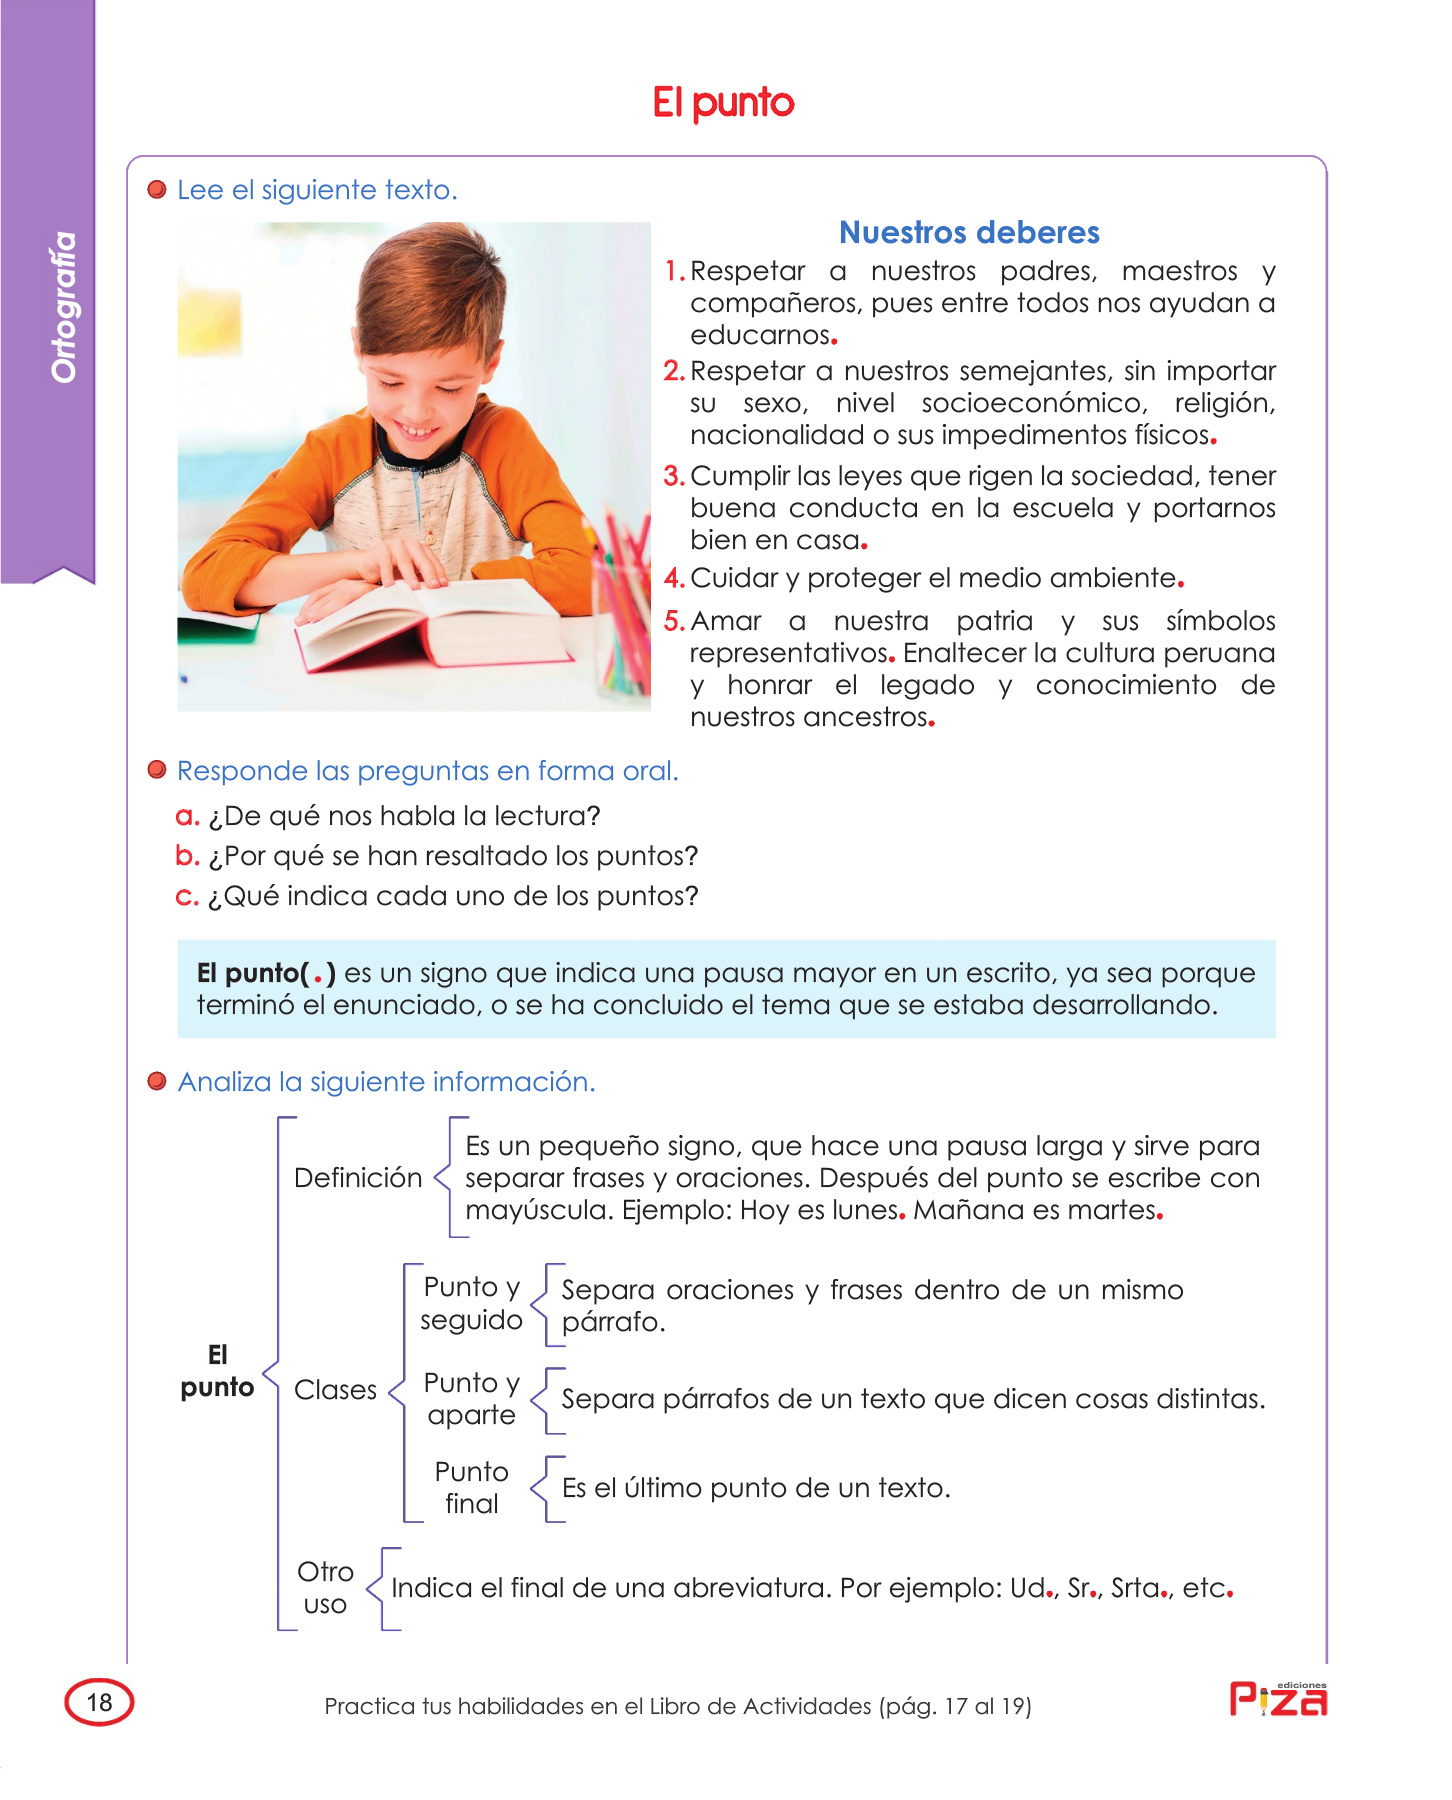 Ortografía
El punto
Lee el siguiente texto.
Nuestros deberes
1. Respetar a nuestros padres, maestros y
compañeros, pues entre todos nos ayudan a
educarnos.
2. Respetar a nuestros semejantes, sin importar
su sexo, nivel socioeconómico, religión,
nacionalidad o sus impedimentos físicos.
3. Cumplir las leyes que rigen la sociedad, tener
buena conducta en la escuela y portarnos
bien en casa.
4. Cuidar y proteger el medio ambiente.
5. Amar a nuestra patria y sus símbolos
representativos. Enaltecer la cultura peruana
y honrar el legado y conocimiento de
nuestros ancestros.
Responde las preguntas en forma oral.
a. ¿De qué nos habla la lectura?
b. ¿Por qué se han resaltado los puntos?
c. ¿Qué indica cada uno de los puntos?
El punto( . ) es un signo que indica una pausa mayor en un escrito, ya sea porque
terminó el enunciado, o se ha concluido el tema que se estaba desarrollando.
Analiza la siguiente información.
El
punto
Definición
Es un pequeño signo, que hace una pausa larga y sirve para
separar frases y oraciones. Después del punto se escribe con
mayúscula. Ejemplo: Hoy es lunes. Mañana es martes.
Clases
Punto y
seguido
Separa oraciones y frases dentro de un mismo
párrafo.
Punto y
aparte
Separa párrafos de un texto que dicen cosas distintas.
Punto
final
Es el último punto de un texto.
Otro
uso
Indica el final de una abreviatura. Por ejemplo: Ud., Sr., Srta., etc.
18
Practica tus habilidades en el Libro de Actividades (pág. 17 al 19)
ediciones
Piza